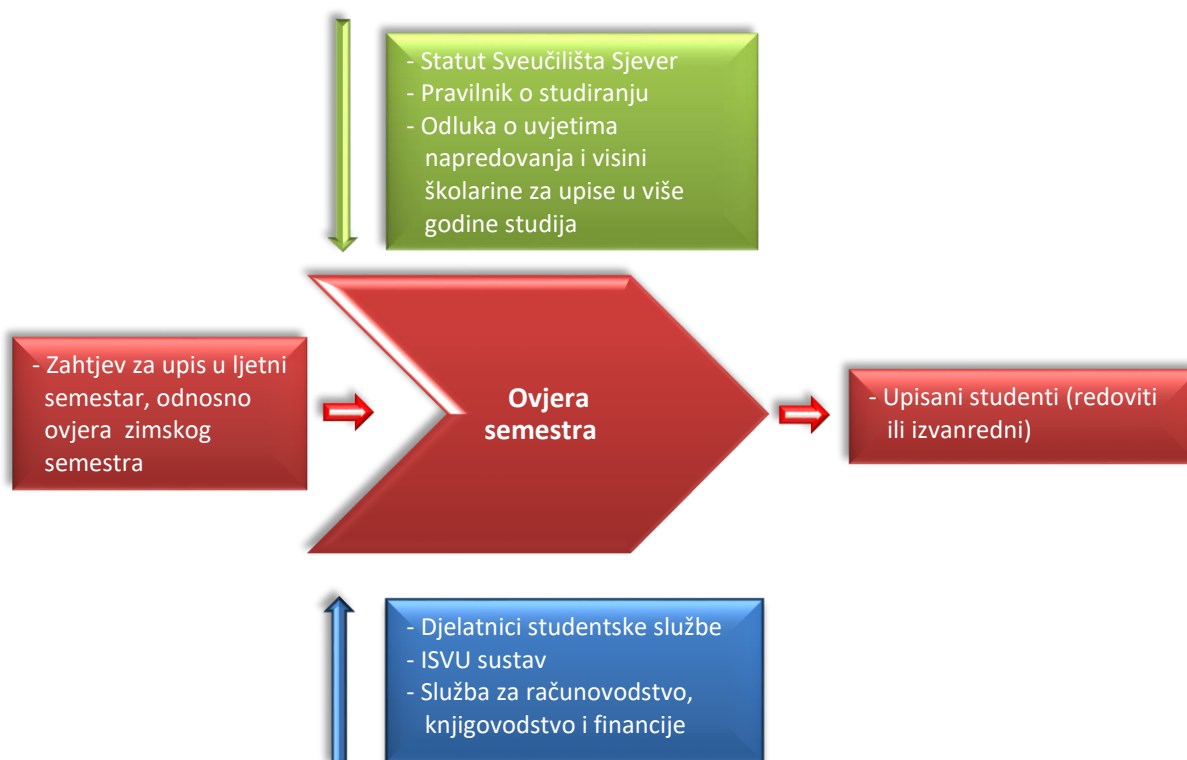 - Statut Sveučilišta Sjever
- Pravilnik o studiranju
- Odluka o uvjetima
napredovanja i visini
školarine za upise u više
godine studija
- Zahtjev za upis u ljetni
semestar, odnosno
ovjera zimskog
semestra
Ovjera
semestra
- Upisani studenti (redoviti
ili izvanredni)
- Djelatnici studentske službe
- ISVU sustav
- Služba za računovodstvo,
knjigovodstvo i financije